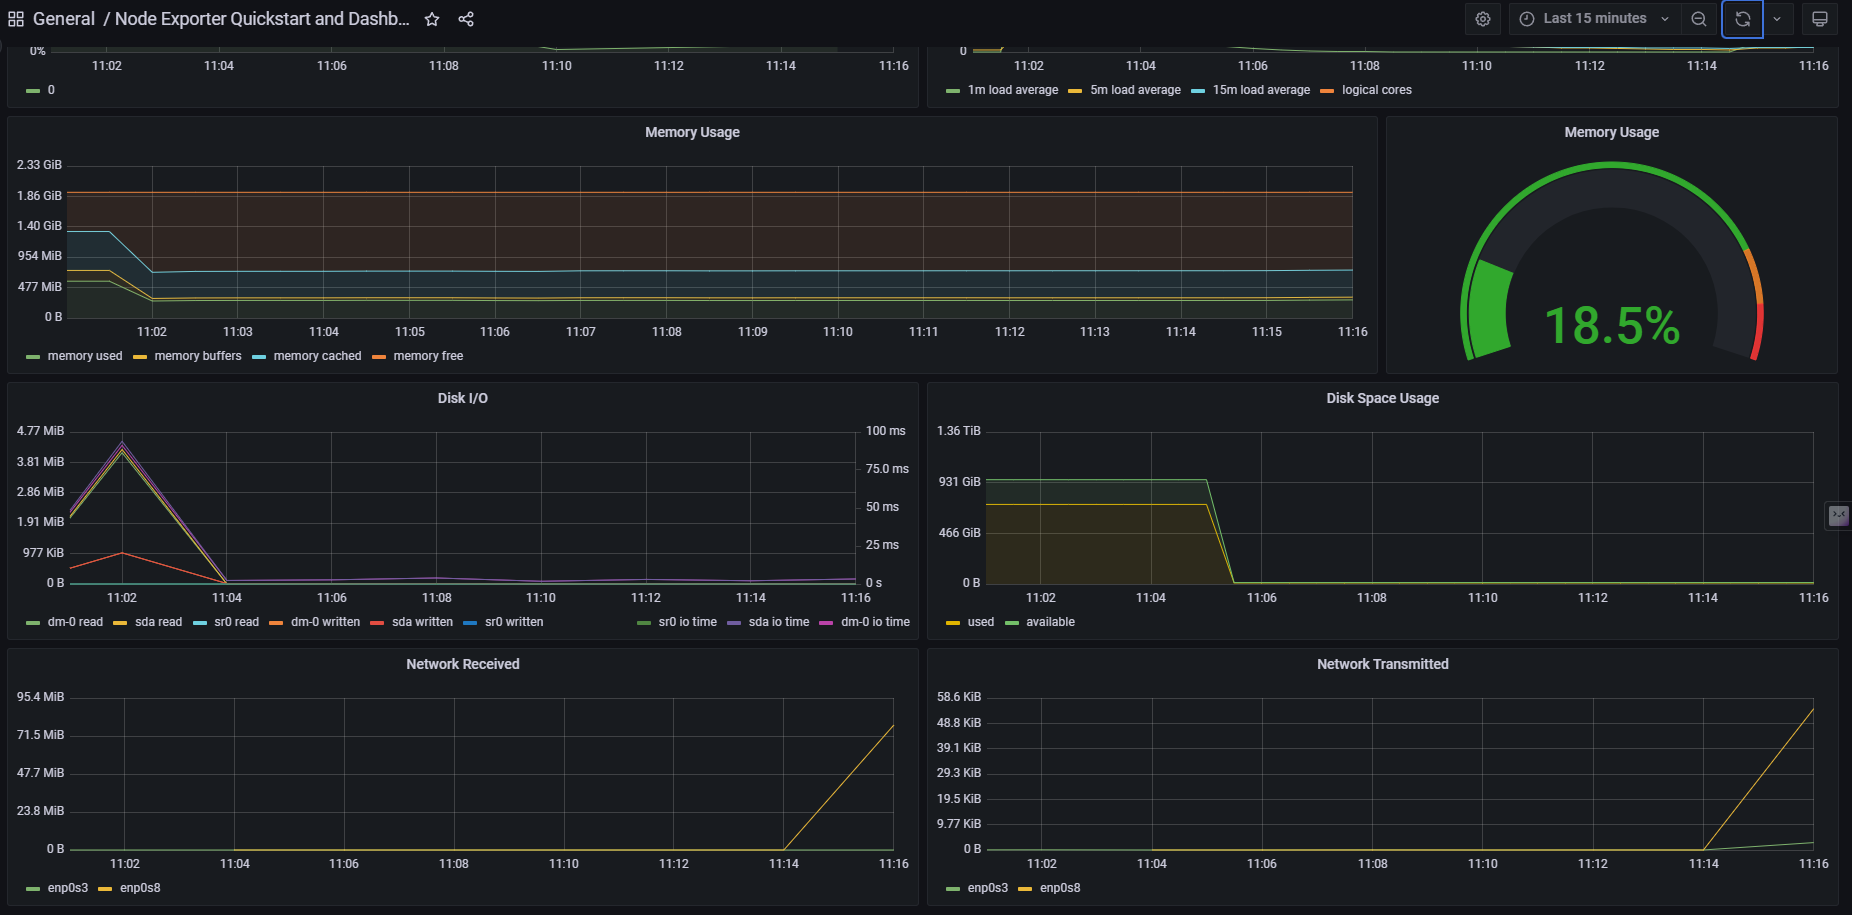 General / Node Exporter Quickstart and Dashb...
Last 15 minutes
0%
11:02 11:04 11:06 11:08 11:10 11:12 11:14 11:16
0
0
11:02 11:04 11:06 11:08 11:10 11:12 11:14 11:16
1m load average 5m load average 15m load average logical cores
Memory Usage
2.33 GiB
1.86 GiB
1.40 GiB
954 MiB
477 MiB
0 B
11:02 11:03 11:04 11:05 11:06 11:07 11:08 11:09 11:10 11:11 11:12 11:13 11:14 11:15 11:16
memory used memory buffers memory cached memory free
Memory Usage
18.5%
Disk I/O
4.77 MiB
3.81 MiB
2.86 MiB
1.91 MiB
977 KiB
0 B
100 ms
75.0 ms
50 ms
25 ms
0 s
11:02 11:04 11:06 11:08 11:10 11:12 11:14 11:16
dm-0 read sda read sr0 read dm-0 written sda written sr0 written sr0 io time sda io time dm-0 io time
Disk Space Usage
1.36 TiB
931 GiB
466 GiB
0 B
11:02 11:04 11:06 11:08 11:10 11:12 11:14 11:16
used available
Network Received
95.4 MiB
71.5 MiB
47.7 MiB
23.8 MiB
0 B
11:02 11:04 11:06 11:08 11:10 11:12 11:14 11:16
enp0s3 enp0s8
Network Transmitted
58.6 KiB
48.8 KiB
39.1 KiB
29.3 KiB
19.5 KiB
9.77 KiB
0 B
11:02 11:04 11:06 11:08 11:10 11:12 11:14 11:16
enp0s3 enp0s8